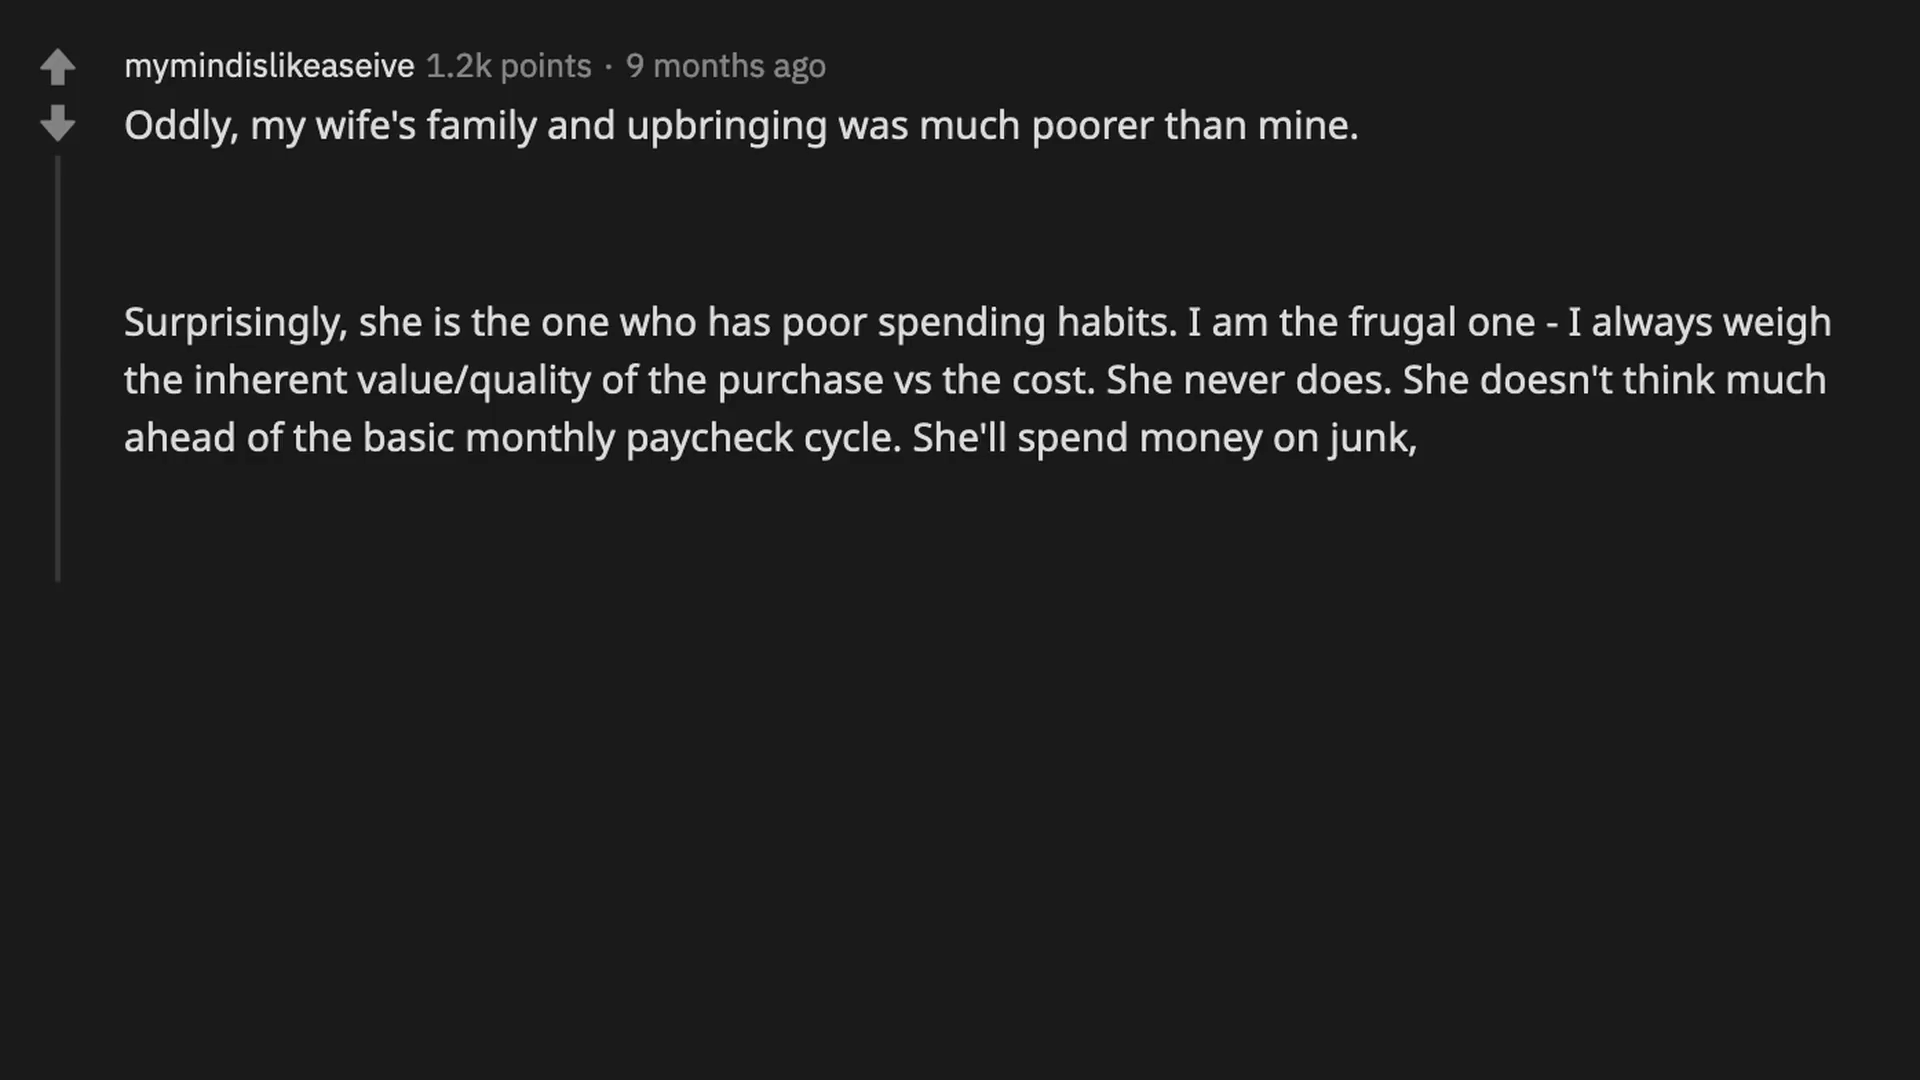 mymindislikeaseive 1.2k points · 9 months ago
Oddly, my wife's family and upbringing was much poorer than mine.
Surprisingly, she is the one who has poor spending habits. I am the frugal one - I always weigh
the inherent value/quality of the purchase vs the cost. She never does. She doesn't think much
ahead of the basic monthly paycheck cycle. She'll spend money on junk,